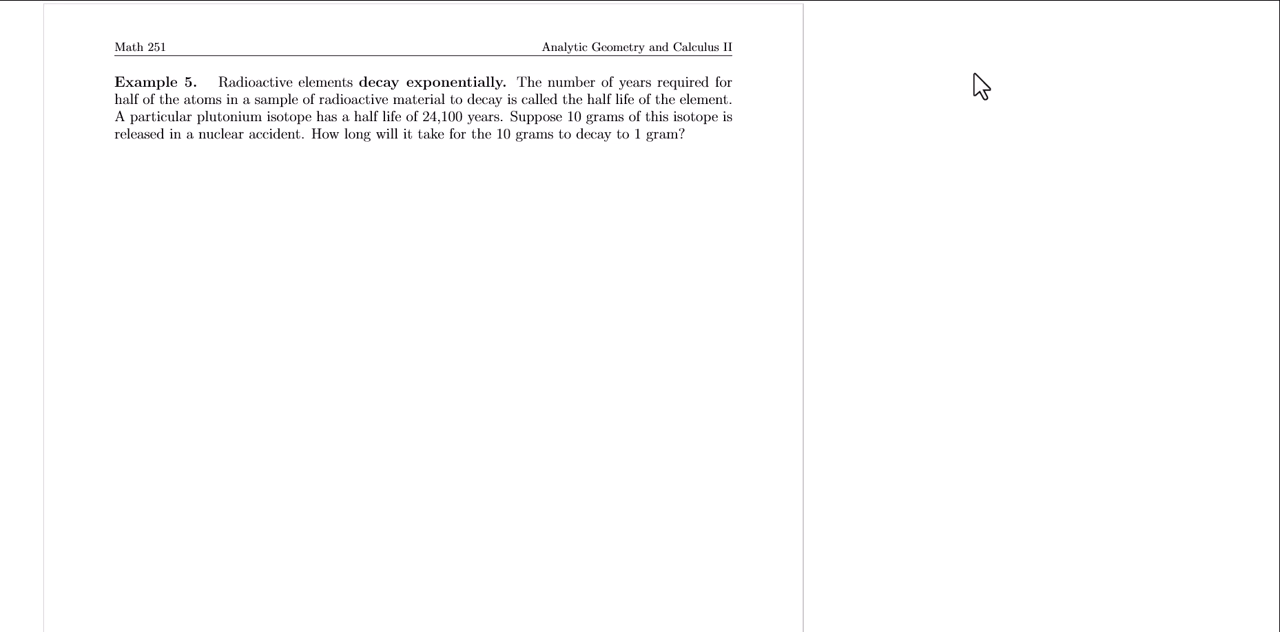 Math 251
Analytic Geometry and Calculus II
Example 5. Radioactive elements decay exponentially. The number of years required for
half of the atoms in a sample of radioactive material to decay is called the half life of the element.
A particular plutonium isotope has a half life of 24,100 years. Suppose 10 grams of this isotope is
released in a nuclear accident. How long will it take for the 10 grams to decay to 1 gram?